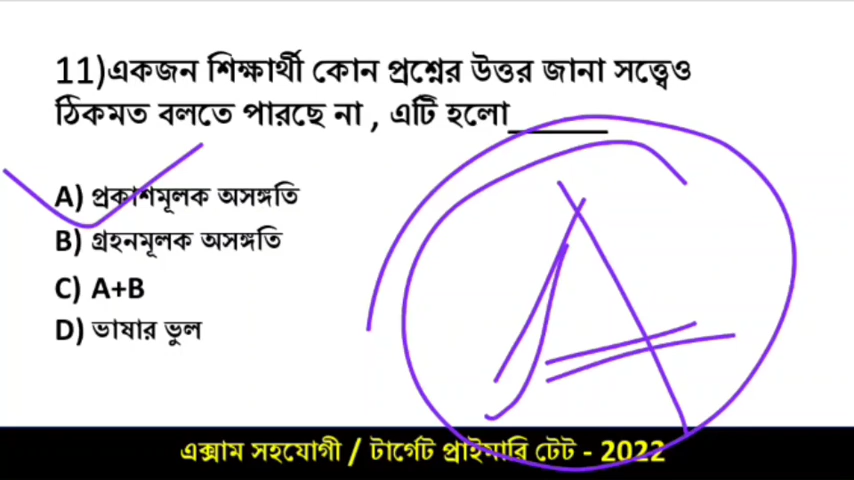 11)একজন শিক্ষার্থী কোন প্রশ্নের উত্তর জানা সত্ত্বেও
ঠিকমত বলতে পারছে না , এটি হলো________
A) প্রকাশমূলক অসঙ্গতি
B) গ্রহনমূলক অসঙ্গতি
C) A+B
D) ভাষার ভুল
A
এক্সাম সহযোগী / টার্গেট প্রাইমারি টেট - 2022